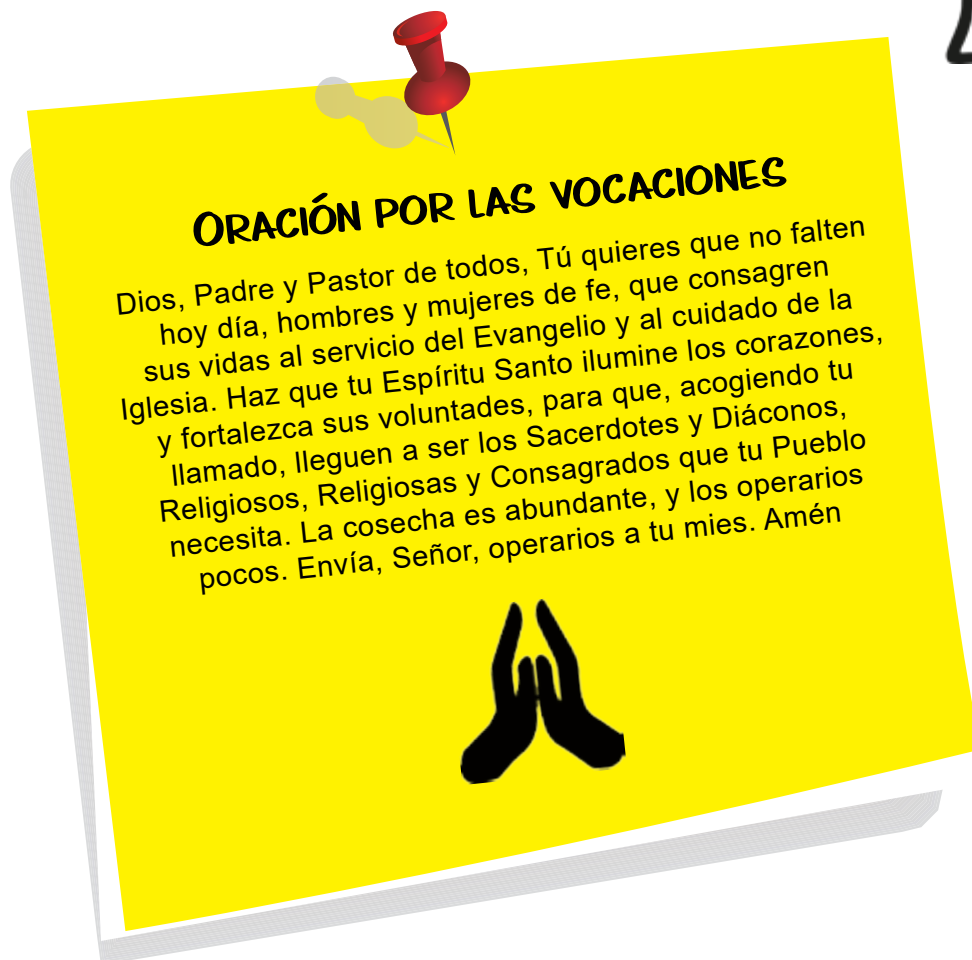 ORACIÓN POR LAS VOCACIONES
Dios, Padre y Pastor de todos, Tú quieres que no falten
hoy día, hombres y mujeres de fe, que consagren
sus vidas al servicio del Evangelio y al cuidado de la
Iglesia. Haz que tu Espíritu Santo ilumine los corazones,
y fortalezca sus voluntades, para que, acogiendo tu
llamado, lleguen a ser los Sacerdotes y Diáconos,
Religiosos, Religiosas y Consagrados que tu Pueblo
necesita. La cosecha es abundante, y los operarios
pocos. Envía, Señor, operarios a tu mies. Amén